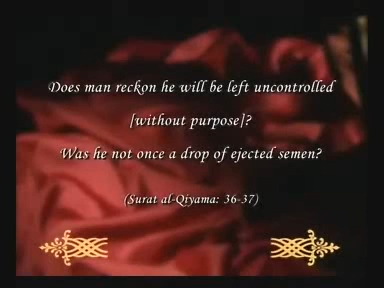 Does man reckon he will be left uncontrolled
[without purpose]?
Was he not once a drop of ejected semen?
(Surat al-Qiyama: 36-37)